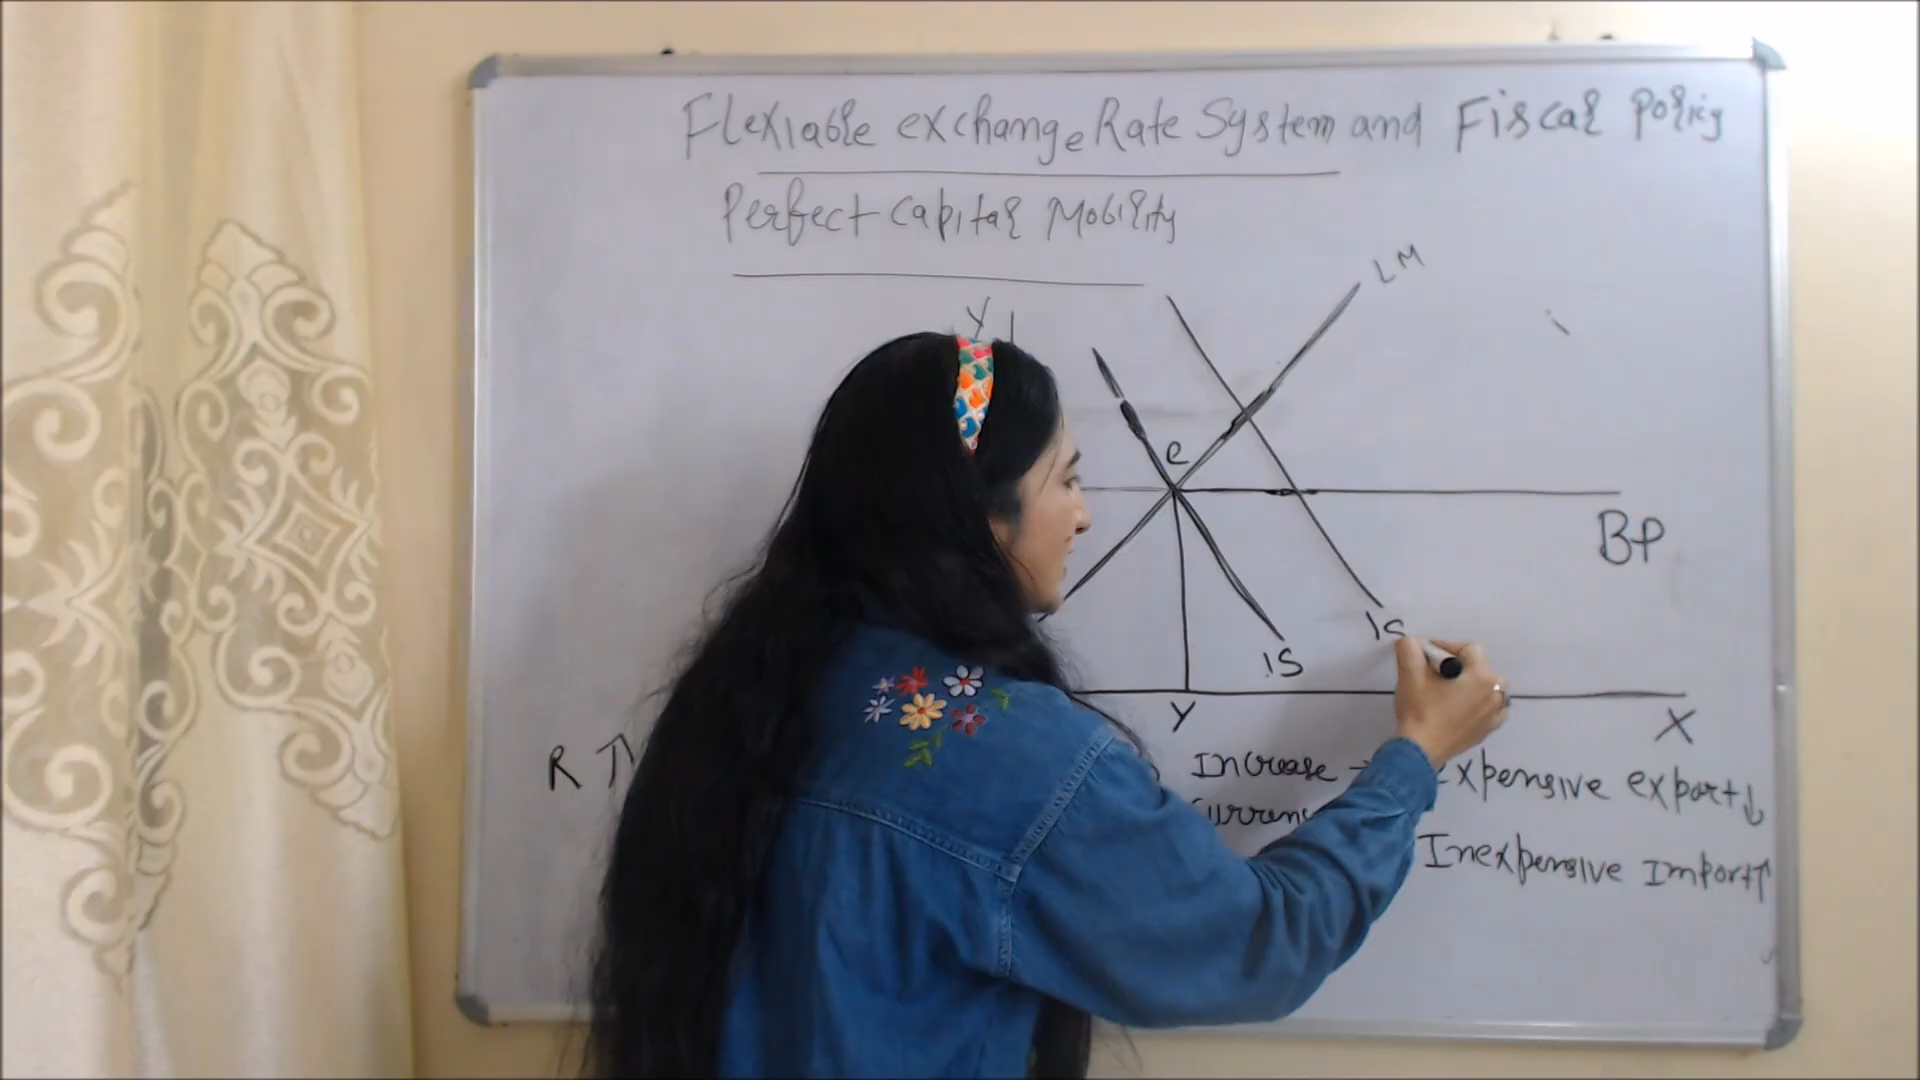 Flexiable exchange Rate System and Fiscal Policy
Perfect Capital Mobility
Y
LM
e
BP
IS
IS
Y
X
R ↑
Increase → Expensive export↓
Inexpensive Import↑